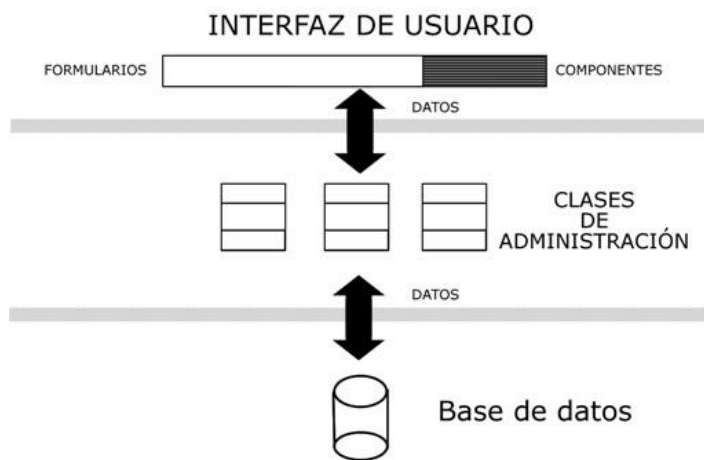 INTERFAZ DE USUARIO
FORMULARIOS
COMPONENTES
DATOS
CLASES
DE
ADMINISTRACIÓN
DATOS
Base de datos